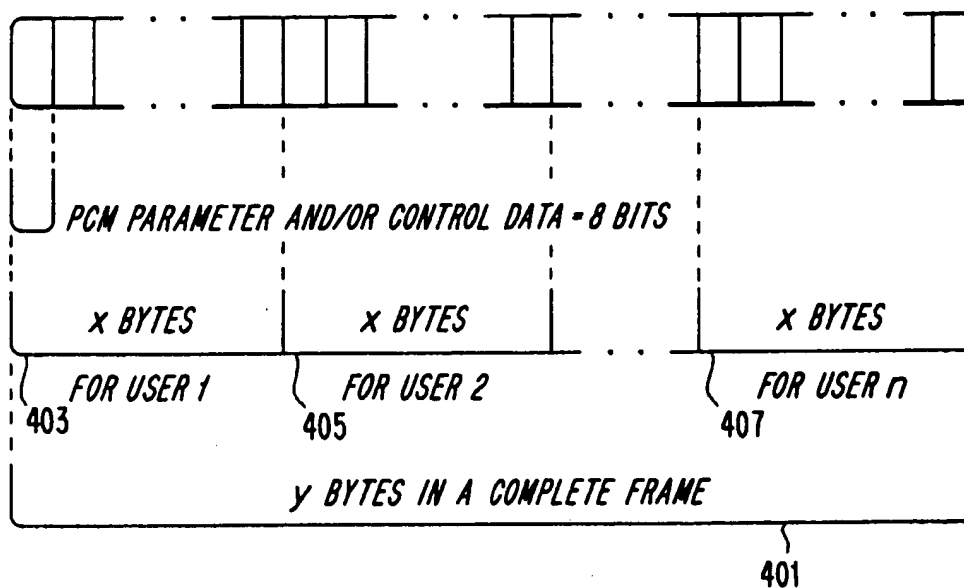 PCM PARAMETER AND/OR CONTROL DATA = 8 BITS
x BYTES x BYTES x BYTES
FOR USER 1 FOR USER 2 FOR USER n
403 405 407
y BYTES IN A COMPLETE FRAME
401